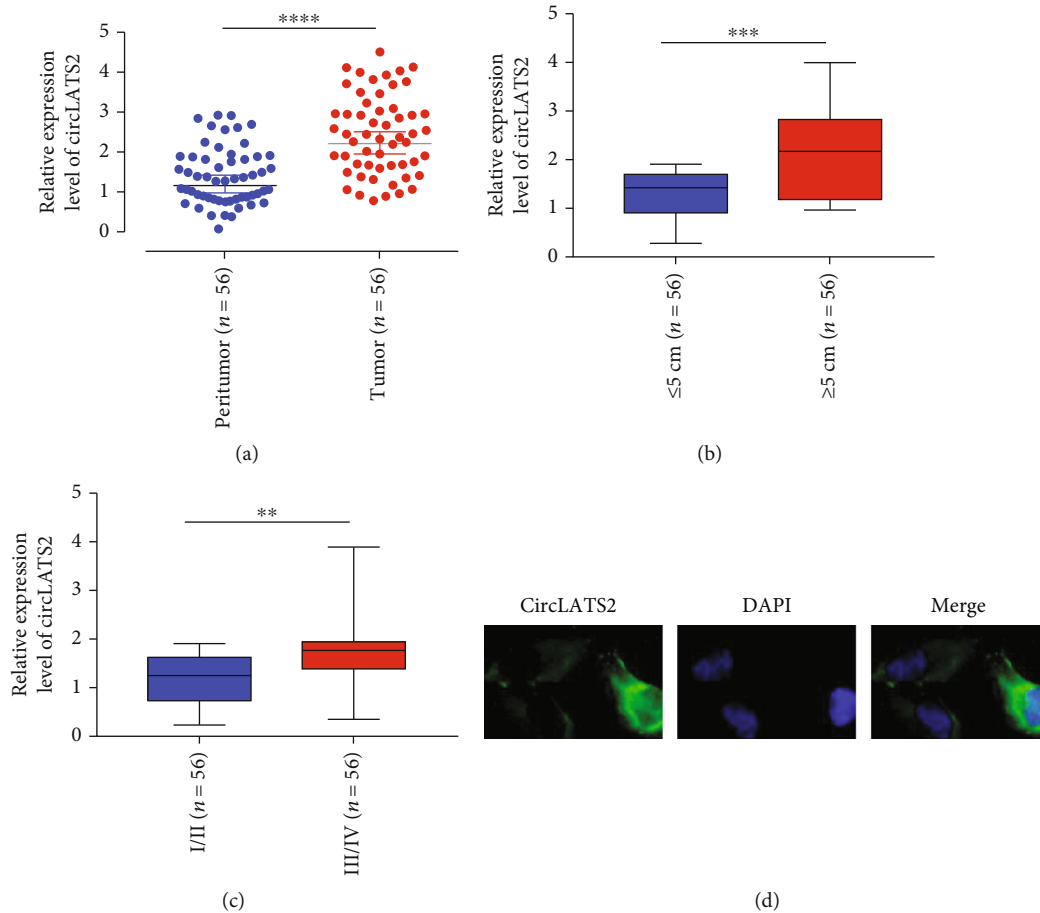 ****
Relative expression
level of circLATS2
5
4
3
2
1
0
Peritumor (n = 56)
Tumor (n = 56)
(a)
***
Relative expression
level of circLATS2
5
4
3
2
1
0
≤5 cm (n = 56)
≥5 cm (n = 56)
(b)
**
Relative expression
level of circLATS2
5
4
3
2
1
0
I/II (n = 56)
III/IV (n = 56)
(c)
CircLATS2
DAPI
Merge
(d)